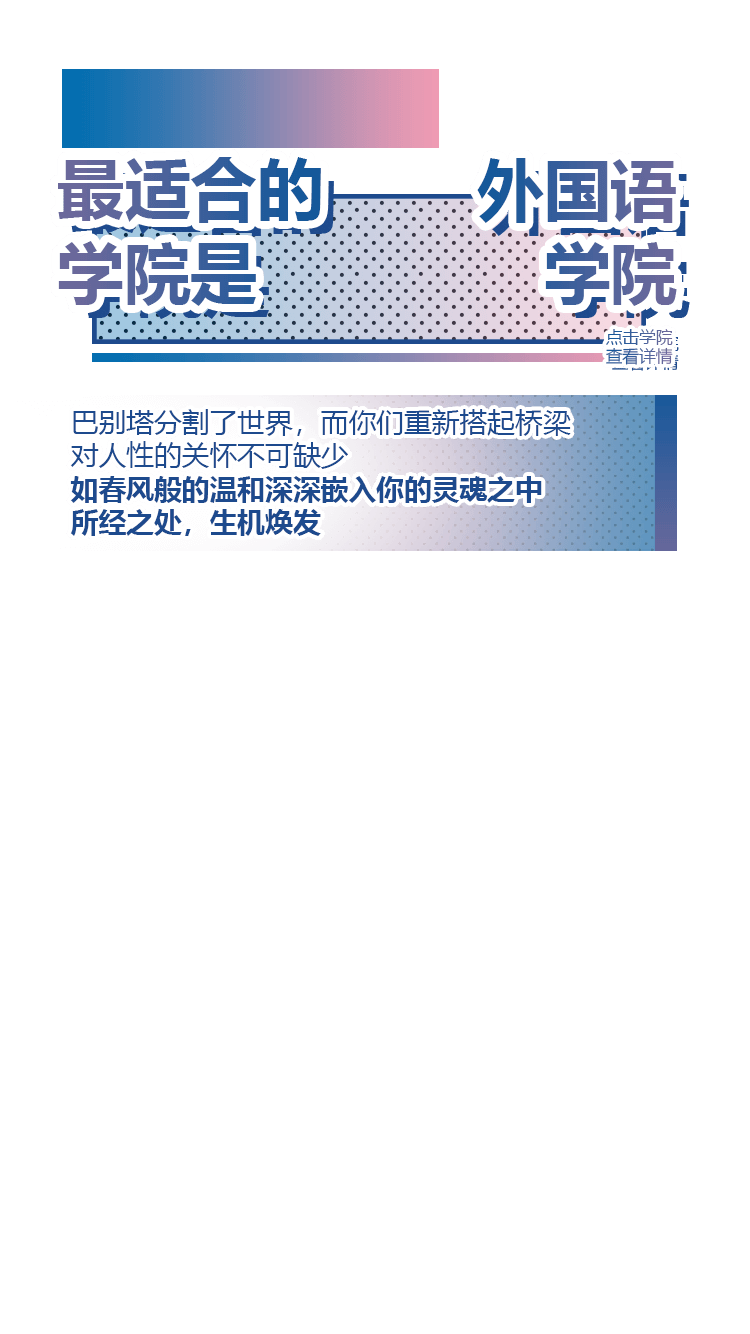 最适合的 外国语
学院是 学院
点击学院
查看详情
巴别塔分割了世界，而你们重新搭起桥梁
对人性的关怀不可缺少
如春风般的温和深深嵌入你的灵魂之中
所经之处，生机焕发